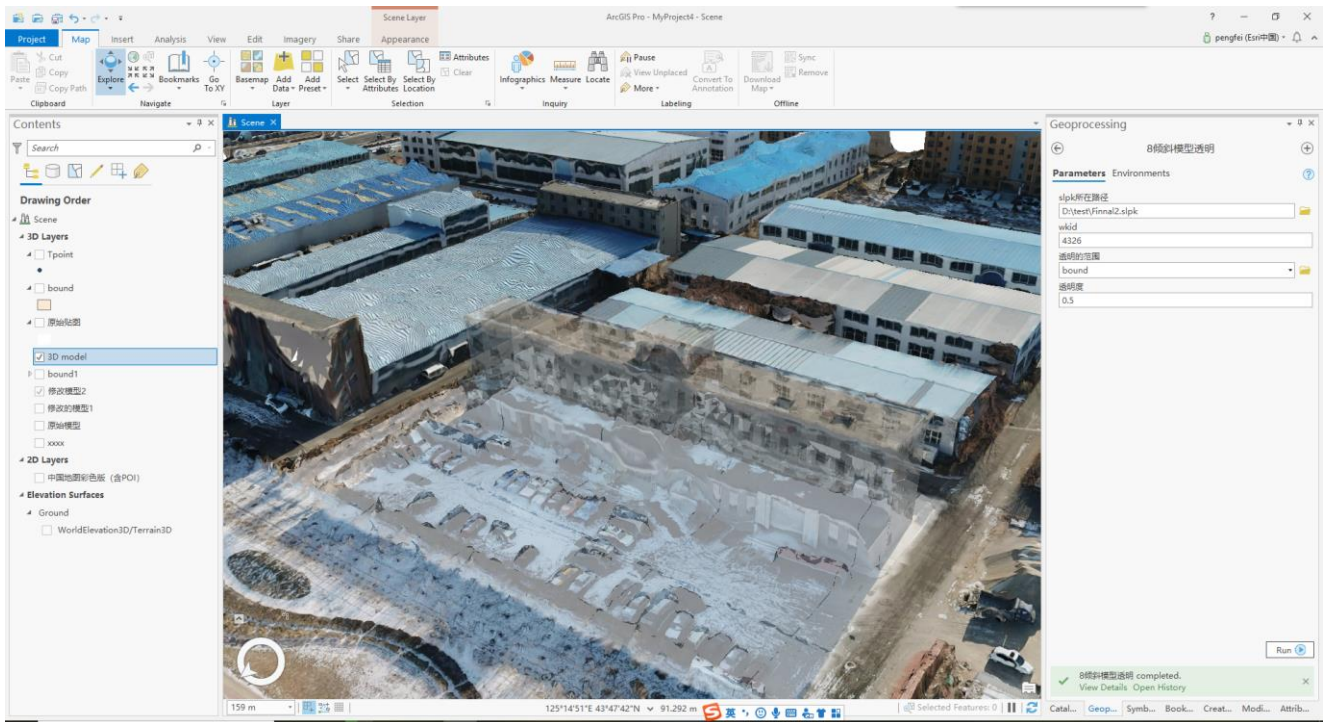 Scene Layer
ArcGIS Pro - MyProject4 - Scene
Project Map Insert Analysis View Edit Imagery Share Appearance
pengfei (Esri中国)
Cut
Copy
Copy Path
Paste
Explore
Bookmarks
Go To XY
Basemap
Add Data
Add Preset
Select
Select By Attributes
Select By Location
Attributes
Clear
Infographics
Measure
Locate
Pause
View Unplaced
More
Convert To Annotation
Download Map
Sync
Remove
Clipboard Navigate Layer Selection Inquiry Labeling Offline
Contents
Search
Drawing Order
Scene
3D Layers
Tpoint
bound
原始贴图
3D model
bound1
修改模型2
修改的模型1
原始模型
xxxx
2D Layers
中国地图彩色版（含POI）
Elevation Surfaces
Ground
WorldElevation3D/Terrain3D
Scene
159 m
125°14'51"E 43°47'42"N
91.292 m
英
Selected Features: 0
Geoprocessing
8倾斜模型透明
Parameters Environments
slpk所在路径
D:\test\Finnal2.slpk
wkid
4326
透明的范围
bound
透明度
0.5
Run
8倾斜模型透明 completed.
View Details Open History
Catal... Geop... Symb... Book... Creat... Modi... Attrib...